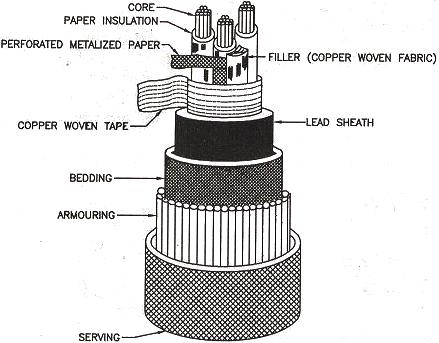 CORE
PAPER INSULATION
PERFORATED METALIZED PAPER
FILLER (COPPER WOVEN FABRIC)
COPPER WOVEN TAPE
LEAD SHEATH
BEDDING
ARMOURING
SERVING